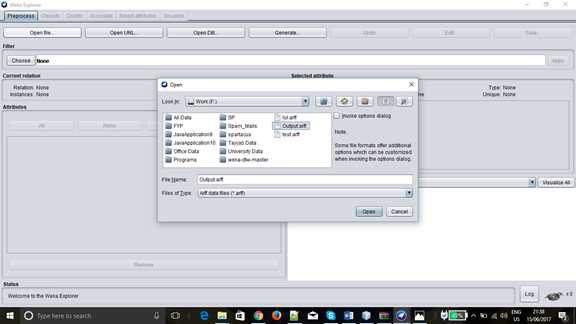 Weka Explorer
Preprocess Classify Cluster Associate Select attributes Visualize
Open file... Open URL... Open DB... Generate... Undo Edit... Save...
Filter
Choose None Apply
Current relation Selected attribute
Relation: None
Instances: None
Type: None
Unique: None
Attributes
All None
Remove
Visualize All
Open
Look In: Work (F:)
Ali Data
FYP
JavaApplication9
JavaApplication10
Office Data
Programs
SP
Spam_Mails
spartacus
Tayyab Data
University Data
weka-dtw-master
lol.arff
Output.arff
test.arff
Invoke options dialog
Note:
Some file formats offer additional
options which can be customized
when invoking the options dialog.
File Name: Output.arff
Files of Type: Arff data files (*.arff)
Open Cancel
Status
Welcome to the Weka Explorer
Log x 0
Type here to search
49%
ENG
US
21:38
15/06/2017